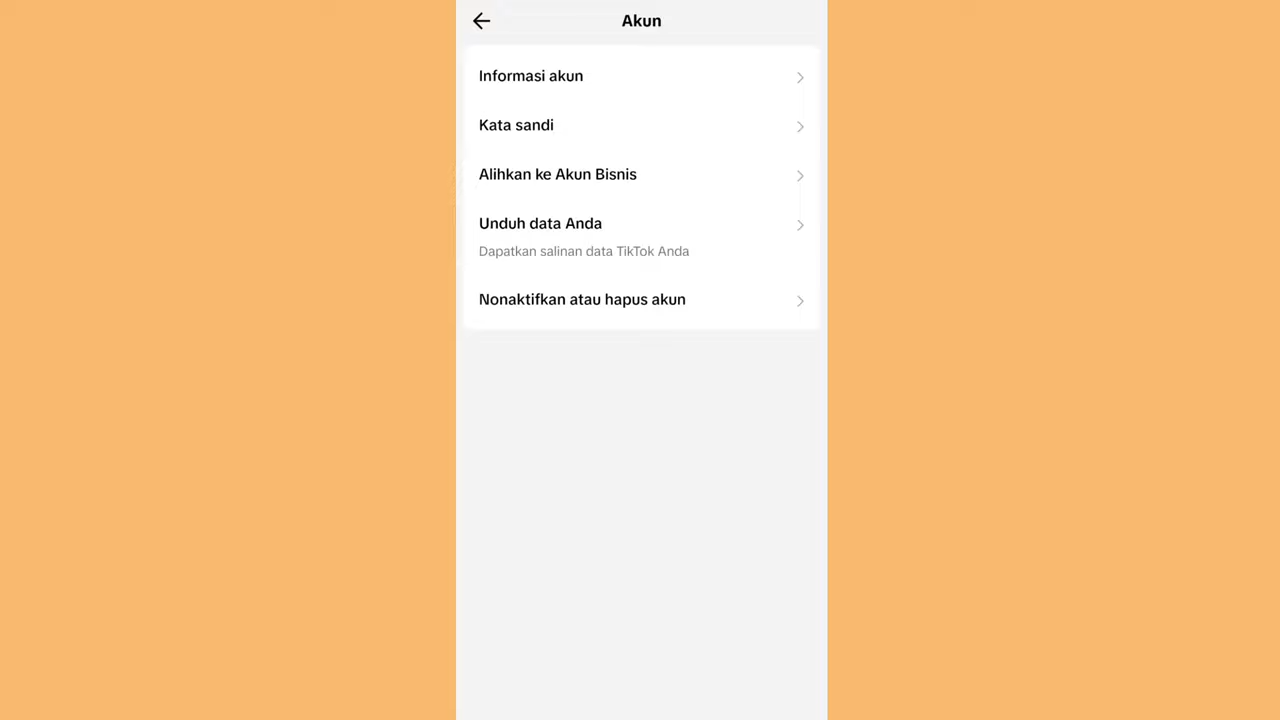 Akun
Informasi akun
Kata sandi
Alihkan ke Akun Bisnis
Unduh data Anda
Dapatkan salinan data TikTok Anda
Nonaktifkan atau hapus akun